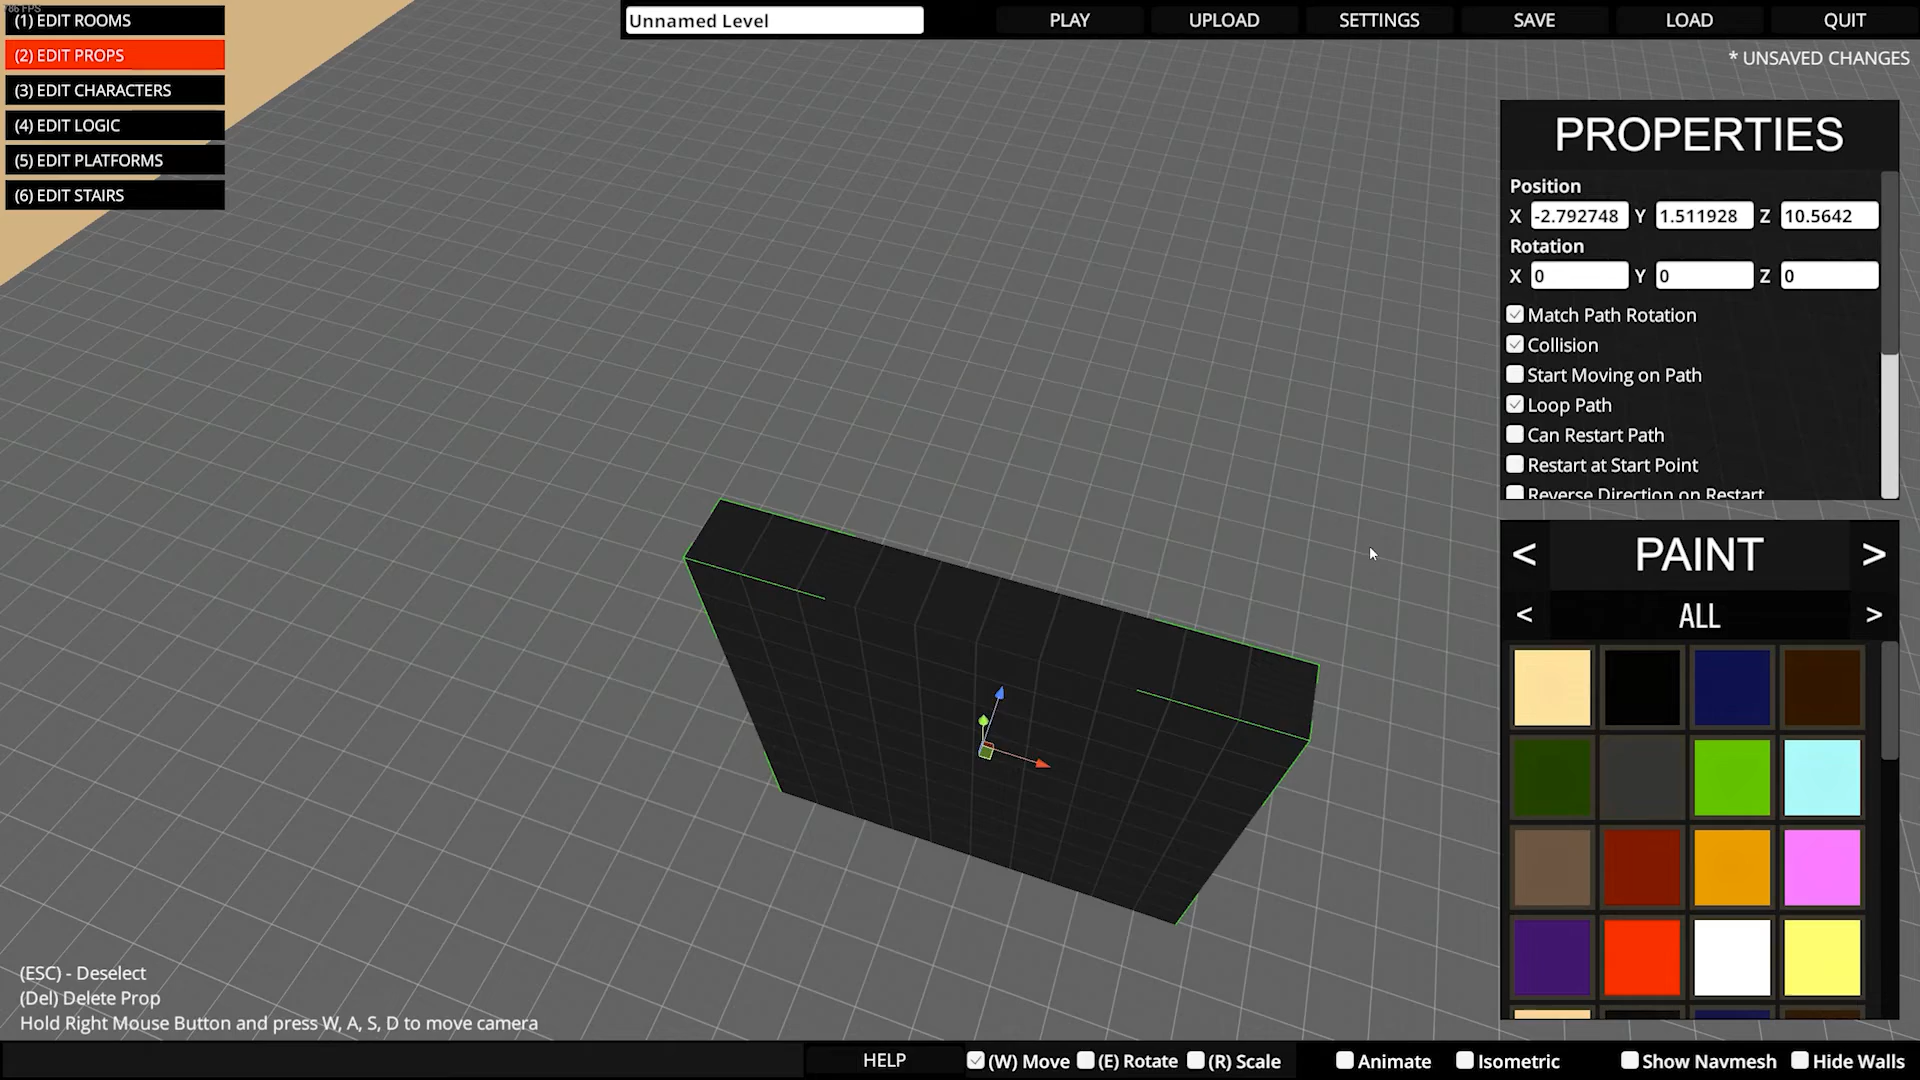 786 FPS
(1) EDIT ROOMS
(2) EDIT PROPS
(3) EDIT CHARACTERS
(4) EDIT LOGIC
(5) EDIT PLATFORMS
(6) EDIT STAIRS
Unnamed Level
PLAY
UPLOAD
SETTINGS
SAVE
LOAD
QUIT
* UNSAVED CHANGES
PROPERTIES
Position
X -2.792748 Y 1.511928 Z 10.5642
Rotation
X 0 Y 0 Z 0
Match Path Rotation
Collision
Start Moving on Path
Loop Path
Can Restart Path
Restart at Start Point
Reverse Direction on Restart
< PAINT >
< ALL >
(ESC) - Deselect
(Del) Delete Prop
Hold Right Mouse Button and press W, A, S, D to move camera
HELP
(W) Move
(E) Rotate
(R) Scale
Animate
Isometric
Show Navmesh
Hide Walls